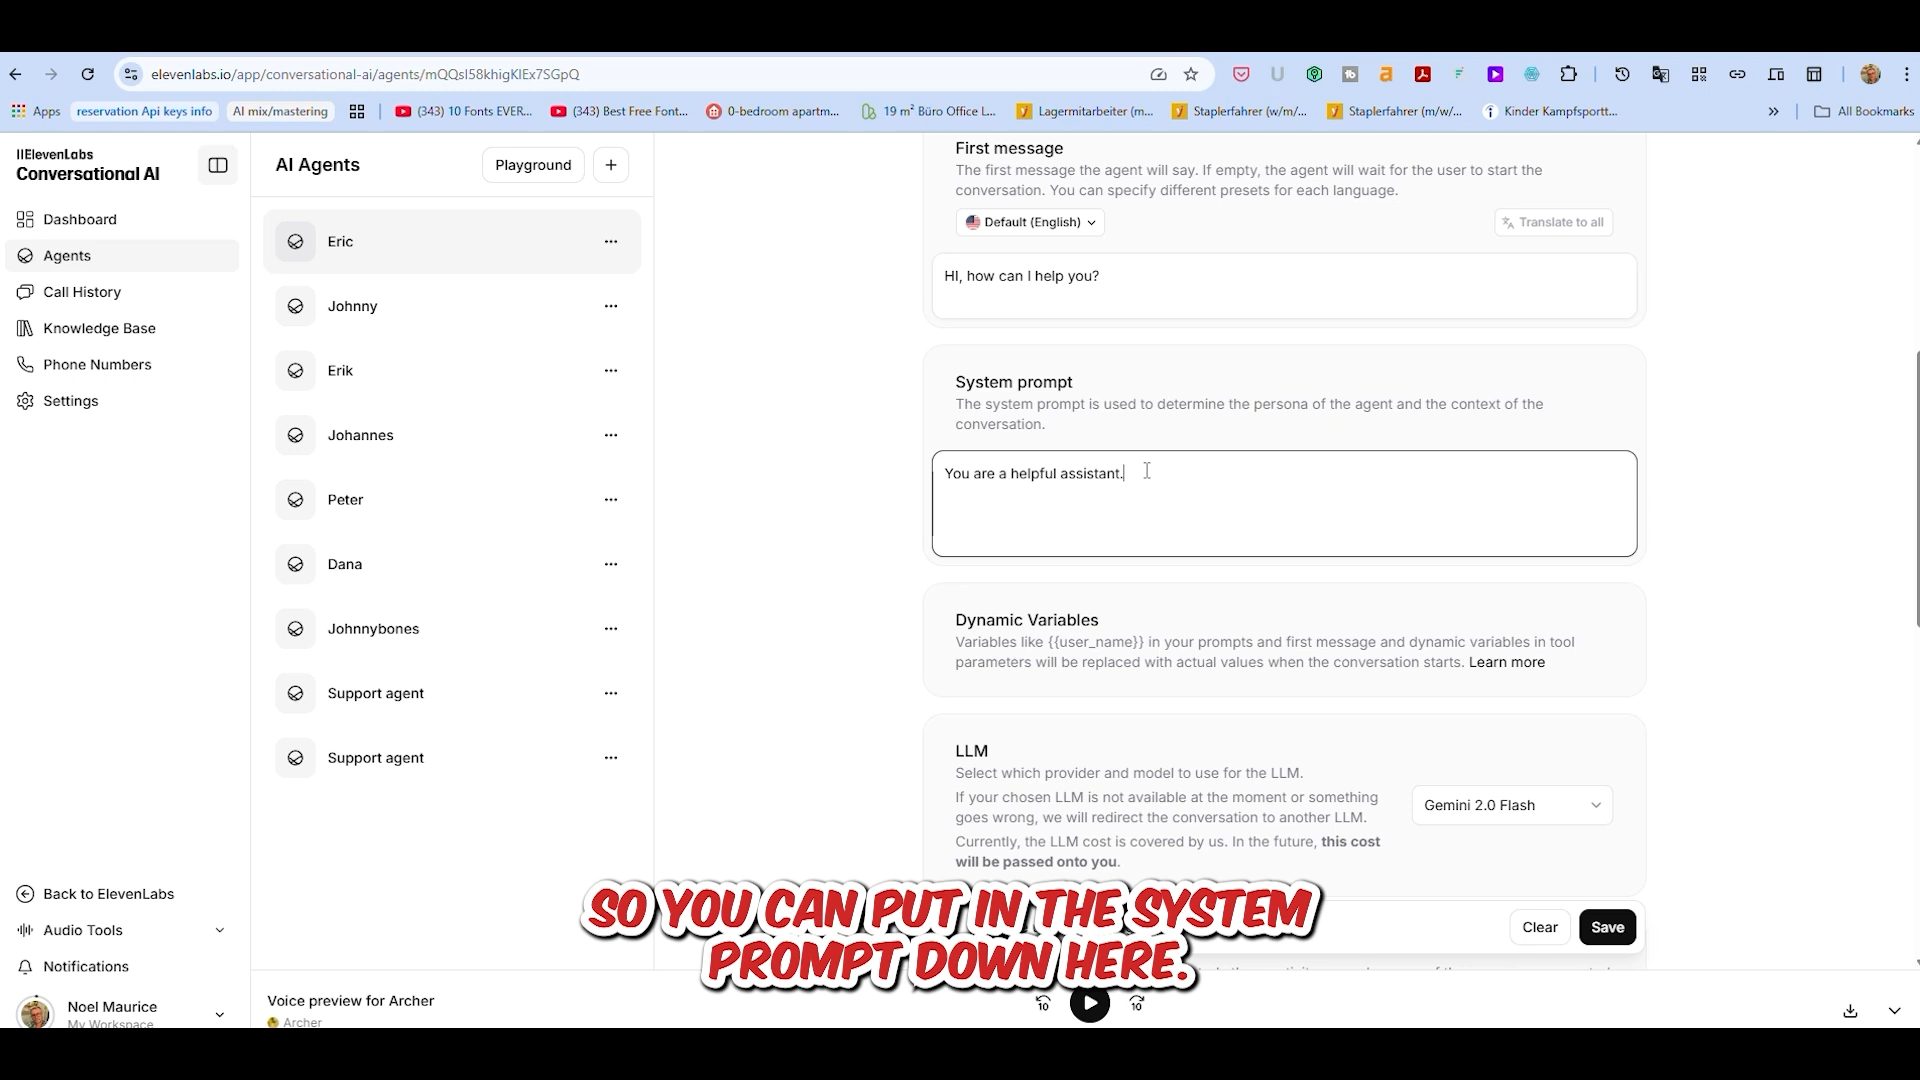 elevenlabs.io/app/conversational-ai/agents/mQQsl58khigKlEx7SGpQ
Apps
reservation Api keys info
AI mix/mastering
(343) 10 Fonts EVER...
(343) Best Free Font...
0-bedroom apartm...
19 m² Büro Office L...
Lagermitarbeiter (m...
Staplerfahrer (w/m/...
Staplerfahrer (m/w/...
Kinder Kampfsportt...
All Bookmarks
IIElevenLabs
Conversational AI
Dashboard
Agents
Call History
Knowledge Base
Phone Numbers
Settings
Back to ElevenLabs
Audio Tools
Notifications
Noel Maurice
My Workspace
AI Agents
Playground
Eric
Johnny
Erik
Johannes
Peter
Dana
Johnnybones
Support agent
Support agent
First message
The first message the agent will say. If empty, the agent will wait for the user to start the
conversation. You can specify different presets for each language.
Default (English)
Translate to all
HI, how can I help you?
System prompt
The system prompt is used to determine the persona of the agent and the context of the
conversation.
You are a helpful assistant.
Dynamic Variables
Variables like {{user_name}} in your prompts and first message and dynamic variables in tool
parameters will be replaced with actual values when the conversation starts. Learn more
LLM
Select which provider and model to use for the LLM.
If your chosen LLM is not available at the moment or something
goes wrong, we will redirect the conversation to another LLM.
Currently, the LLM cost is covered by us. In the future, this cost
will be passed onto you.
Gemini 2.0 Flash
Clear
Save
SO YOU CAN PUT IN THE SYSTEM
PROMPT DOWN HERE.
Voice preview for Archer
Archer
10
10